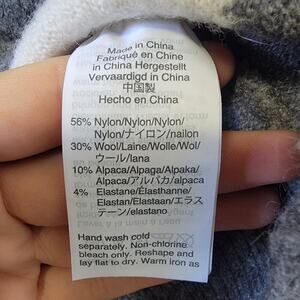 Made in China
Fabriqué en Chine
in China Hergestellt
Vervaardigd in China
中国製
Hecho en China
56% Nylon/Nylon/Nylon/
Nylon/ナイロン/nailon
30% Wool/Laine/Wolle/Wol/
ウール/lana
10% Alpaca/Alpaga/Alpaka/
Alpaca/アルパカ/alpaca
4% Elastane/Élasthanne/
Elastan/Elastaan/エラス
テーン/elastano
Hand wash cold
separately. Non-chlorine
bleach only. Reshape and
lay flat to dry. Warm iron as